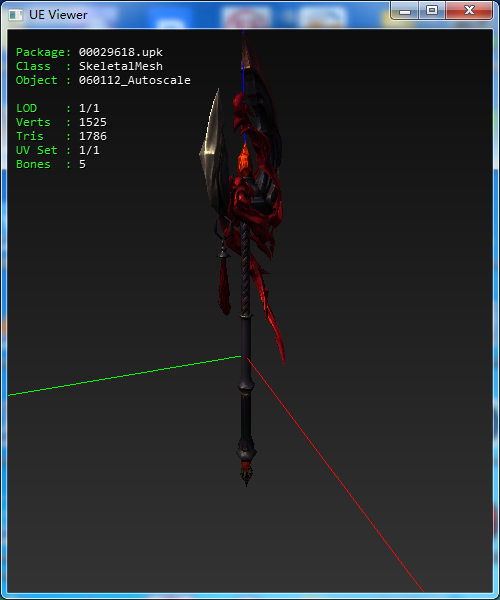 UE Viewer
Package: 00029618.upk
Class  : SkeletalMesh
Object : 060112_Autoscale
LOD    : 1/1
Verts  : 1525
Tris   : 1786
UV Set : 1/1
Bones  : 5